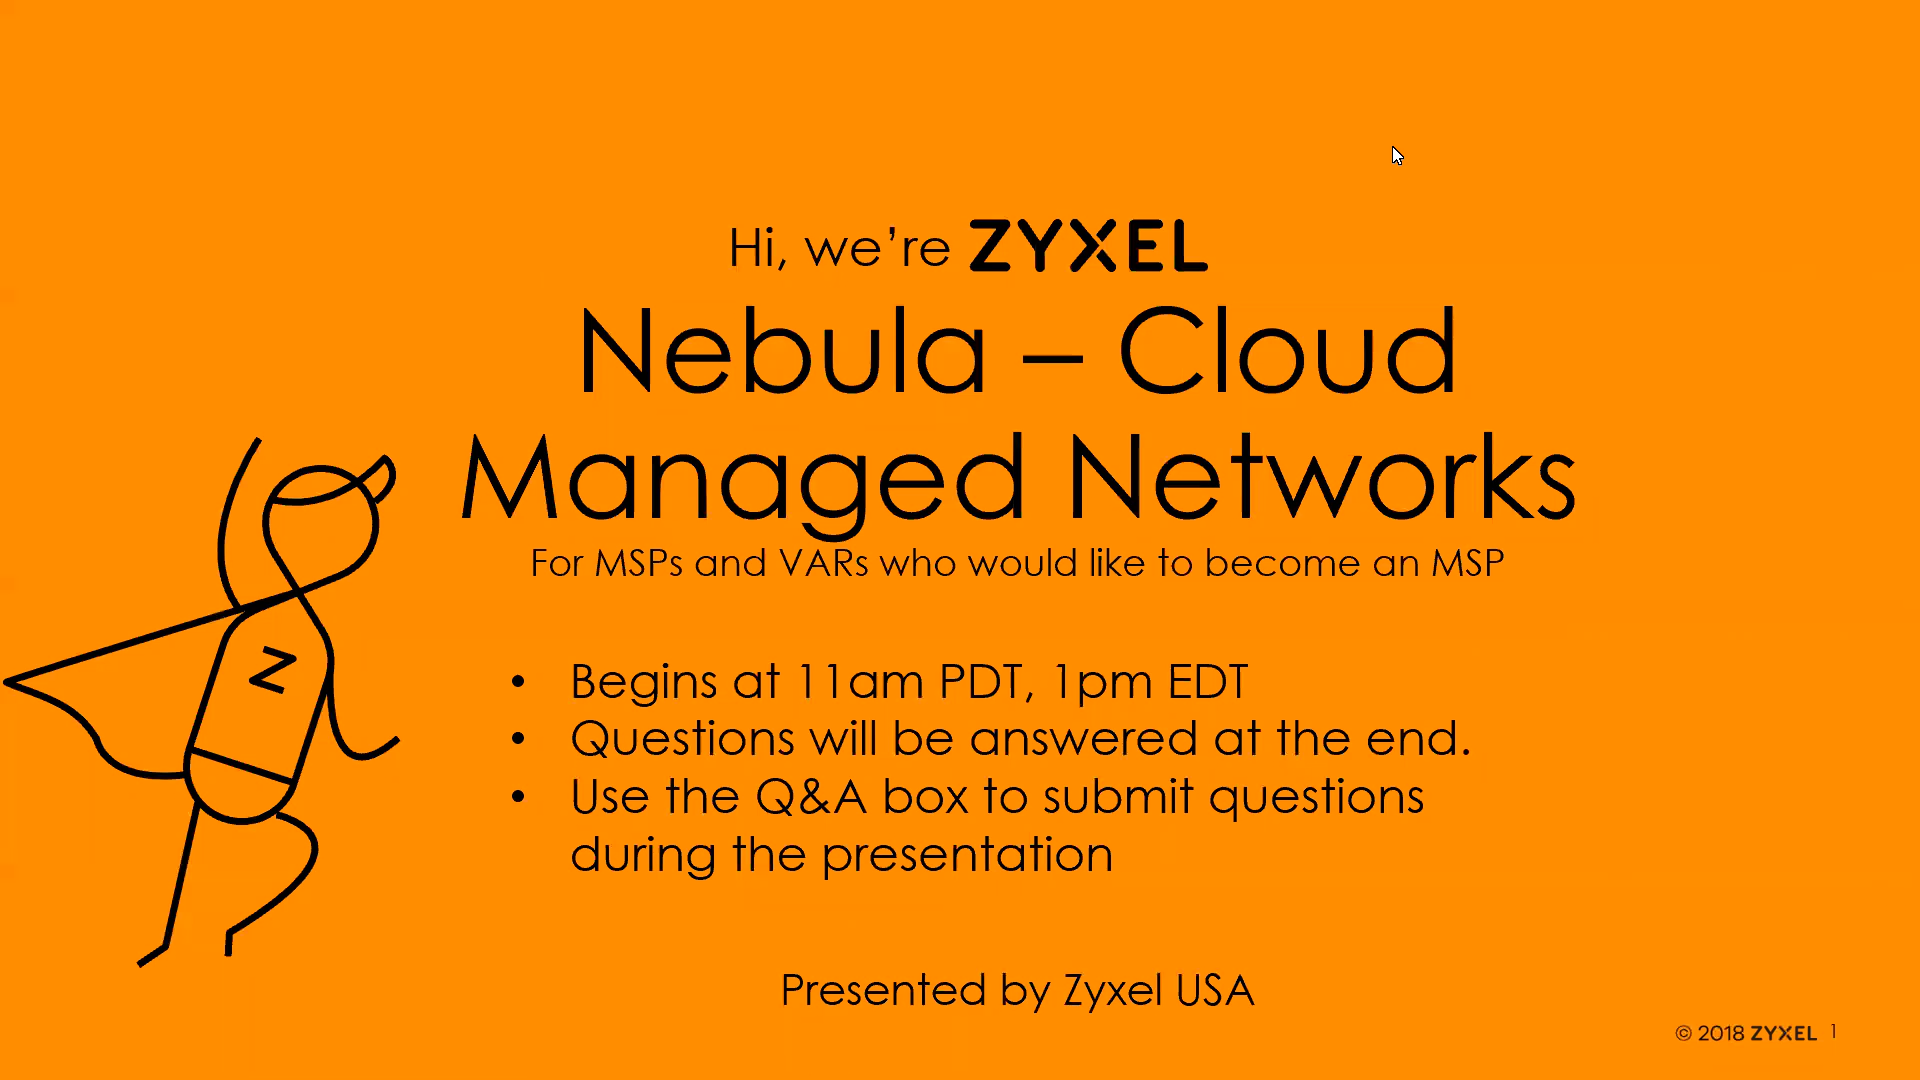 Hi, we’re ZYXEL
Nebula – Cloud
Managed Networks
For MSPs and VARs who would like to become an MSP
Z
• Begins at 11am PDT, 1pm EDT
• Questions will be answered at the end.
• Use the Q&A box to submit questions
during the presentation
Presented by Zyxel USA
© 2018 ZYXEL 1